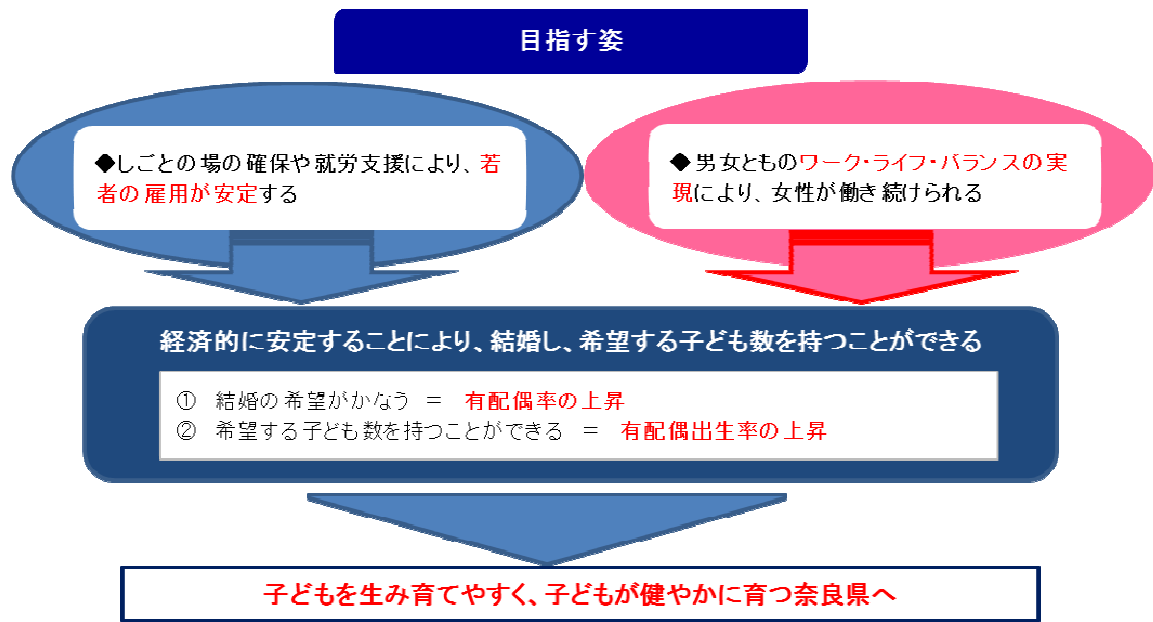 目指す姿
◆しごとの場の確保や就労支援により、若
者の雇用が安定する
◆男女とものワーク・ライフ・バランスの実
現により、女性が働き続けられる
経済的に安定することにより、結婚し、希望する子ども数を持つことができる
① 結婚の希望がかなう ＝ 有配偶率の上昇
② 希望する子ども数を持つことができる ＝ 有配偶出生率の上昇
子どもを生み育てやすく、子どもが健やかに育つ奈良県へ